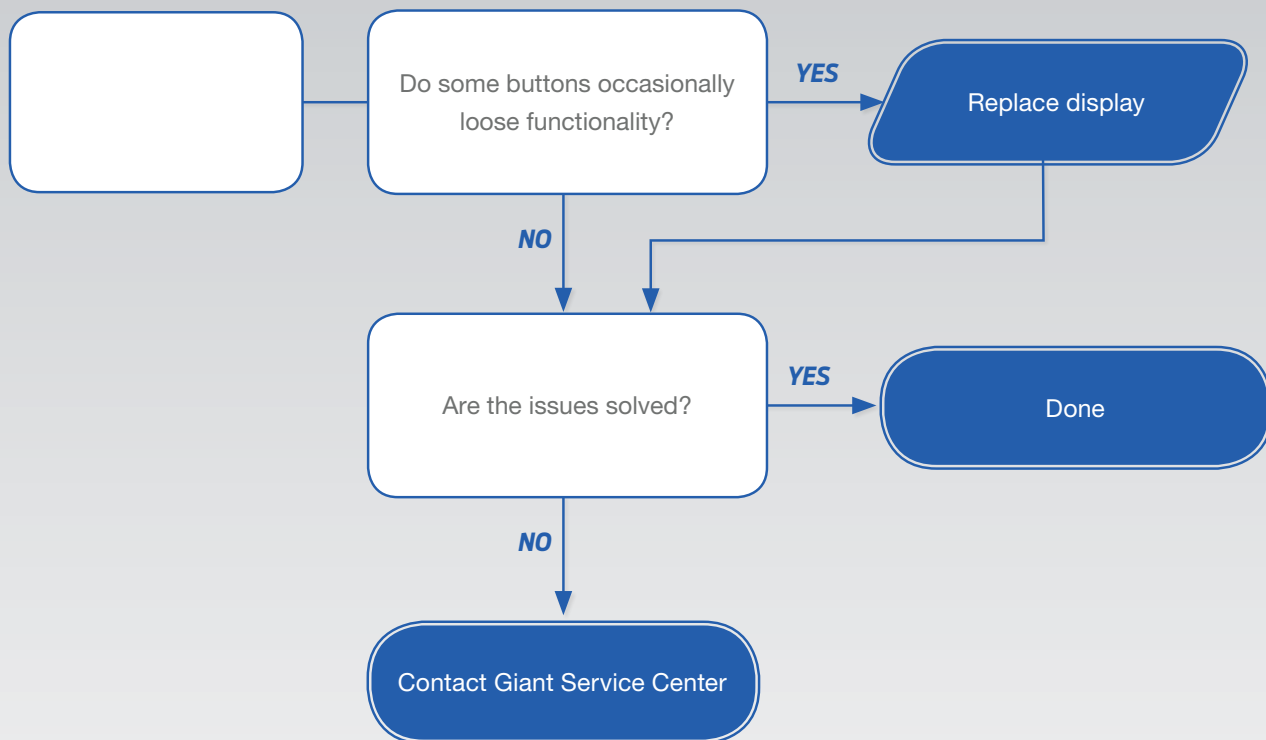 Do some buttons occasionally
loose functionality?
YES
Replace display
NO
Are the issues solved?
YES
Done
NO
Contact Giant Service Center